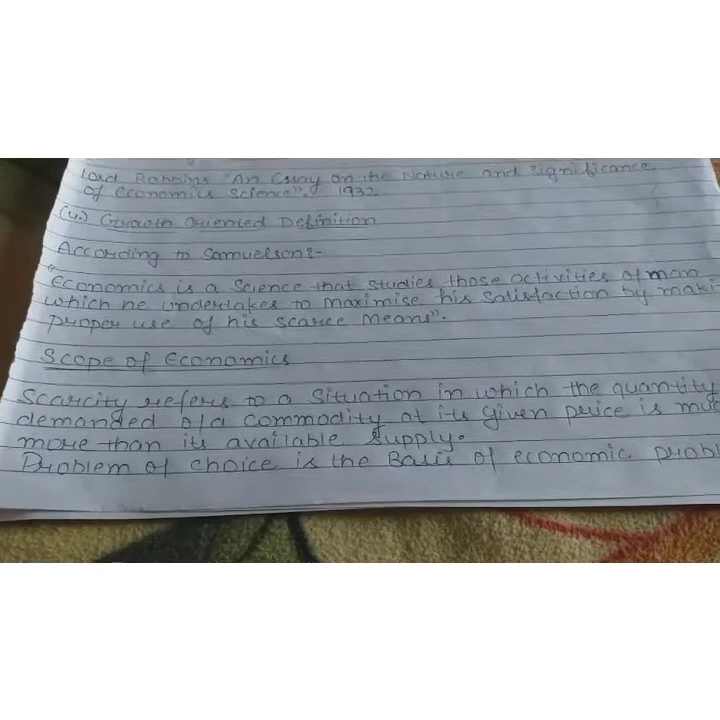 Lord Robbins "An Essay on the Nature and Significance
of Economics Science". 1932
(4.) Growth Oriented Definition
According to Samuelson:-
"Economics is a Science that studies those activities of man
which he undertakes to maximise his Satisfaction by maki
proper use of his scarce Means".
Scope of Economics
Scarcity refers to a Situation in which the quantity
demanded of a commodity at its given price is muc
more than its available Supply.
Problem of choice is the Basis of economic probl